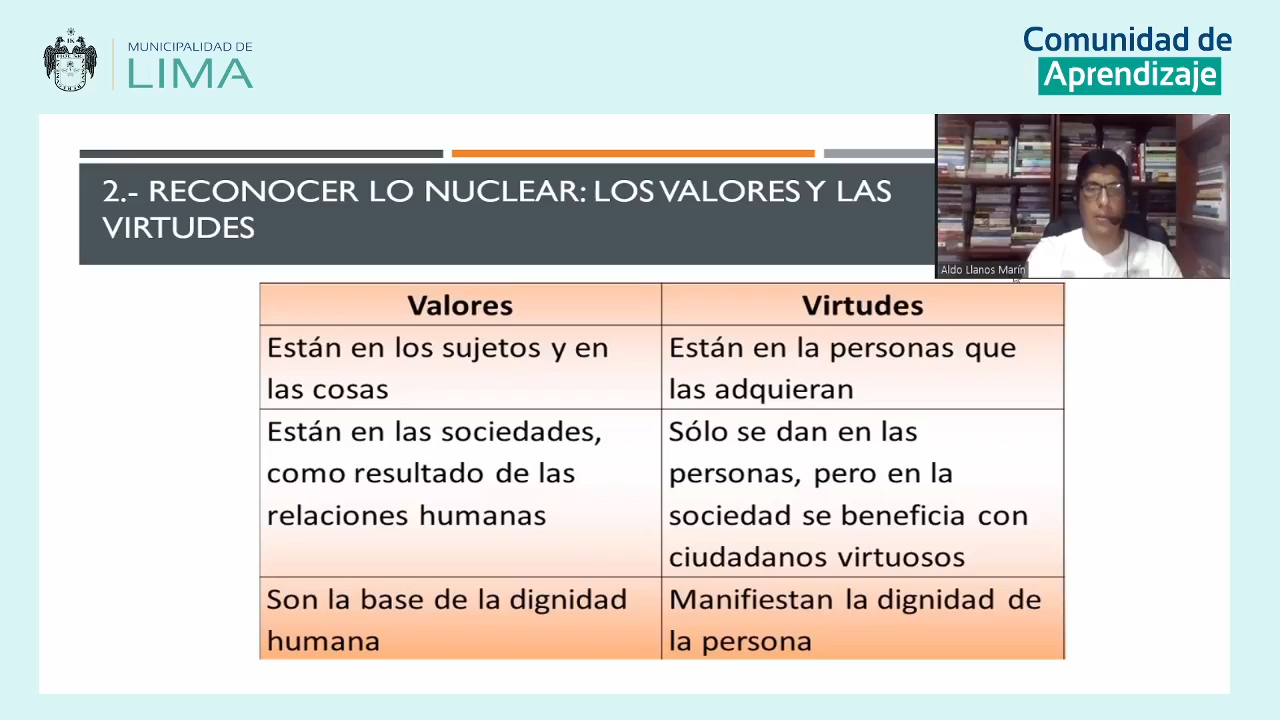 MUNICIPALIDAD DE
LIMA
Comunidad de
Aprendizaje
2.- RECONOCER LO NUCLEAR: LOS VALORES Y LAS
VIRTUDES
Aldo Llanos Marín
Valores
Virtudes
Están en los sujetos y en
las cosas
Están en la personas que
las adquieran
Están en las sociedades,
como resultado de las
relaciones humanas
Sólo se dan en las
personas, pero en la
sociedad se beneficia con
ciudadanos virtuosos
Son la base de la dignidad
humana
Manifiestan la dignidad de
la persona